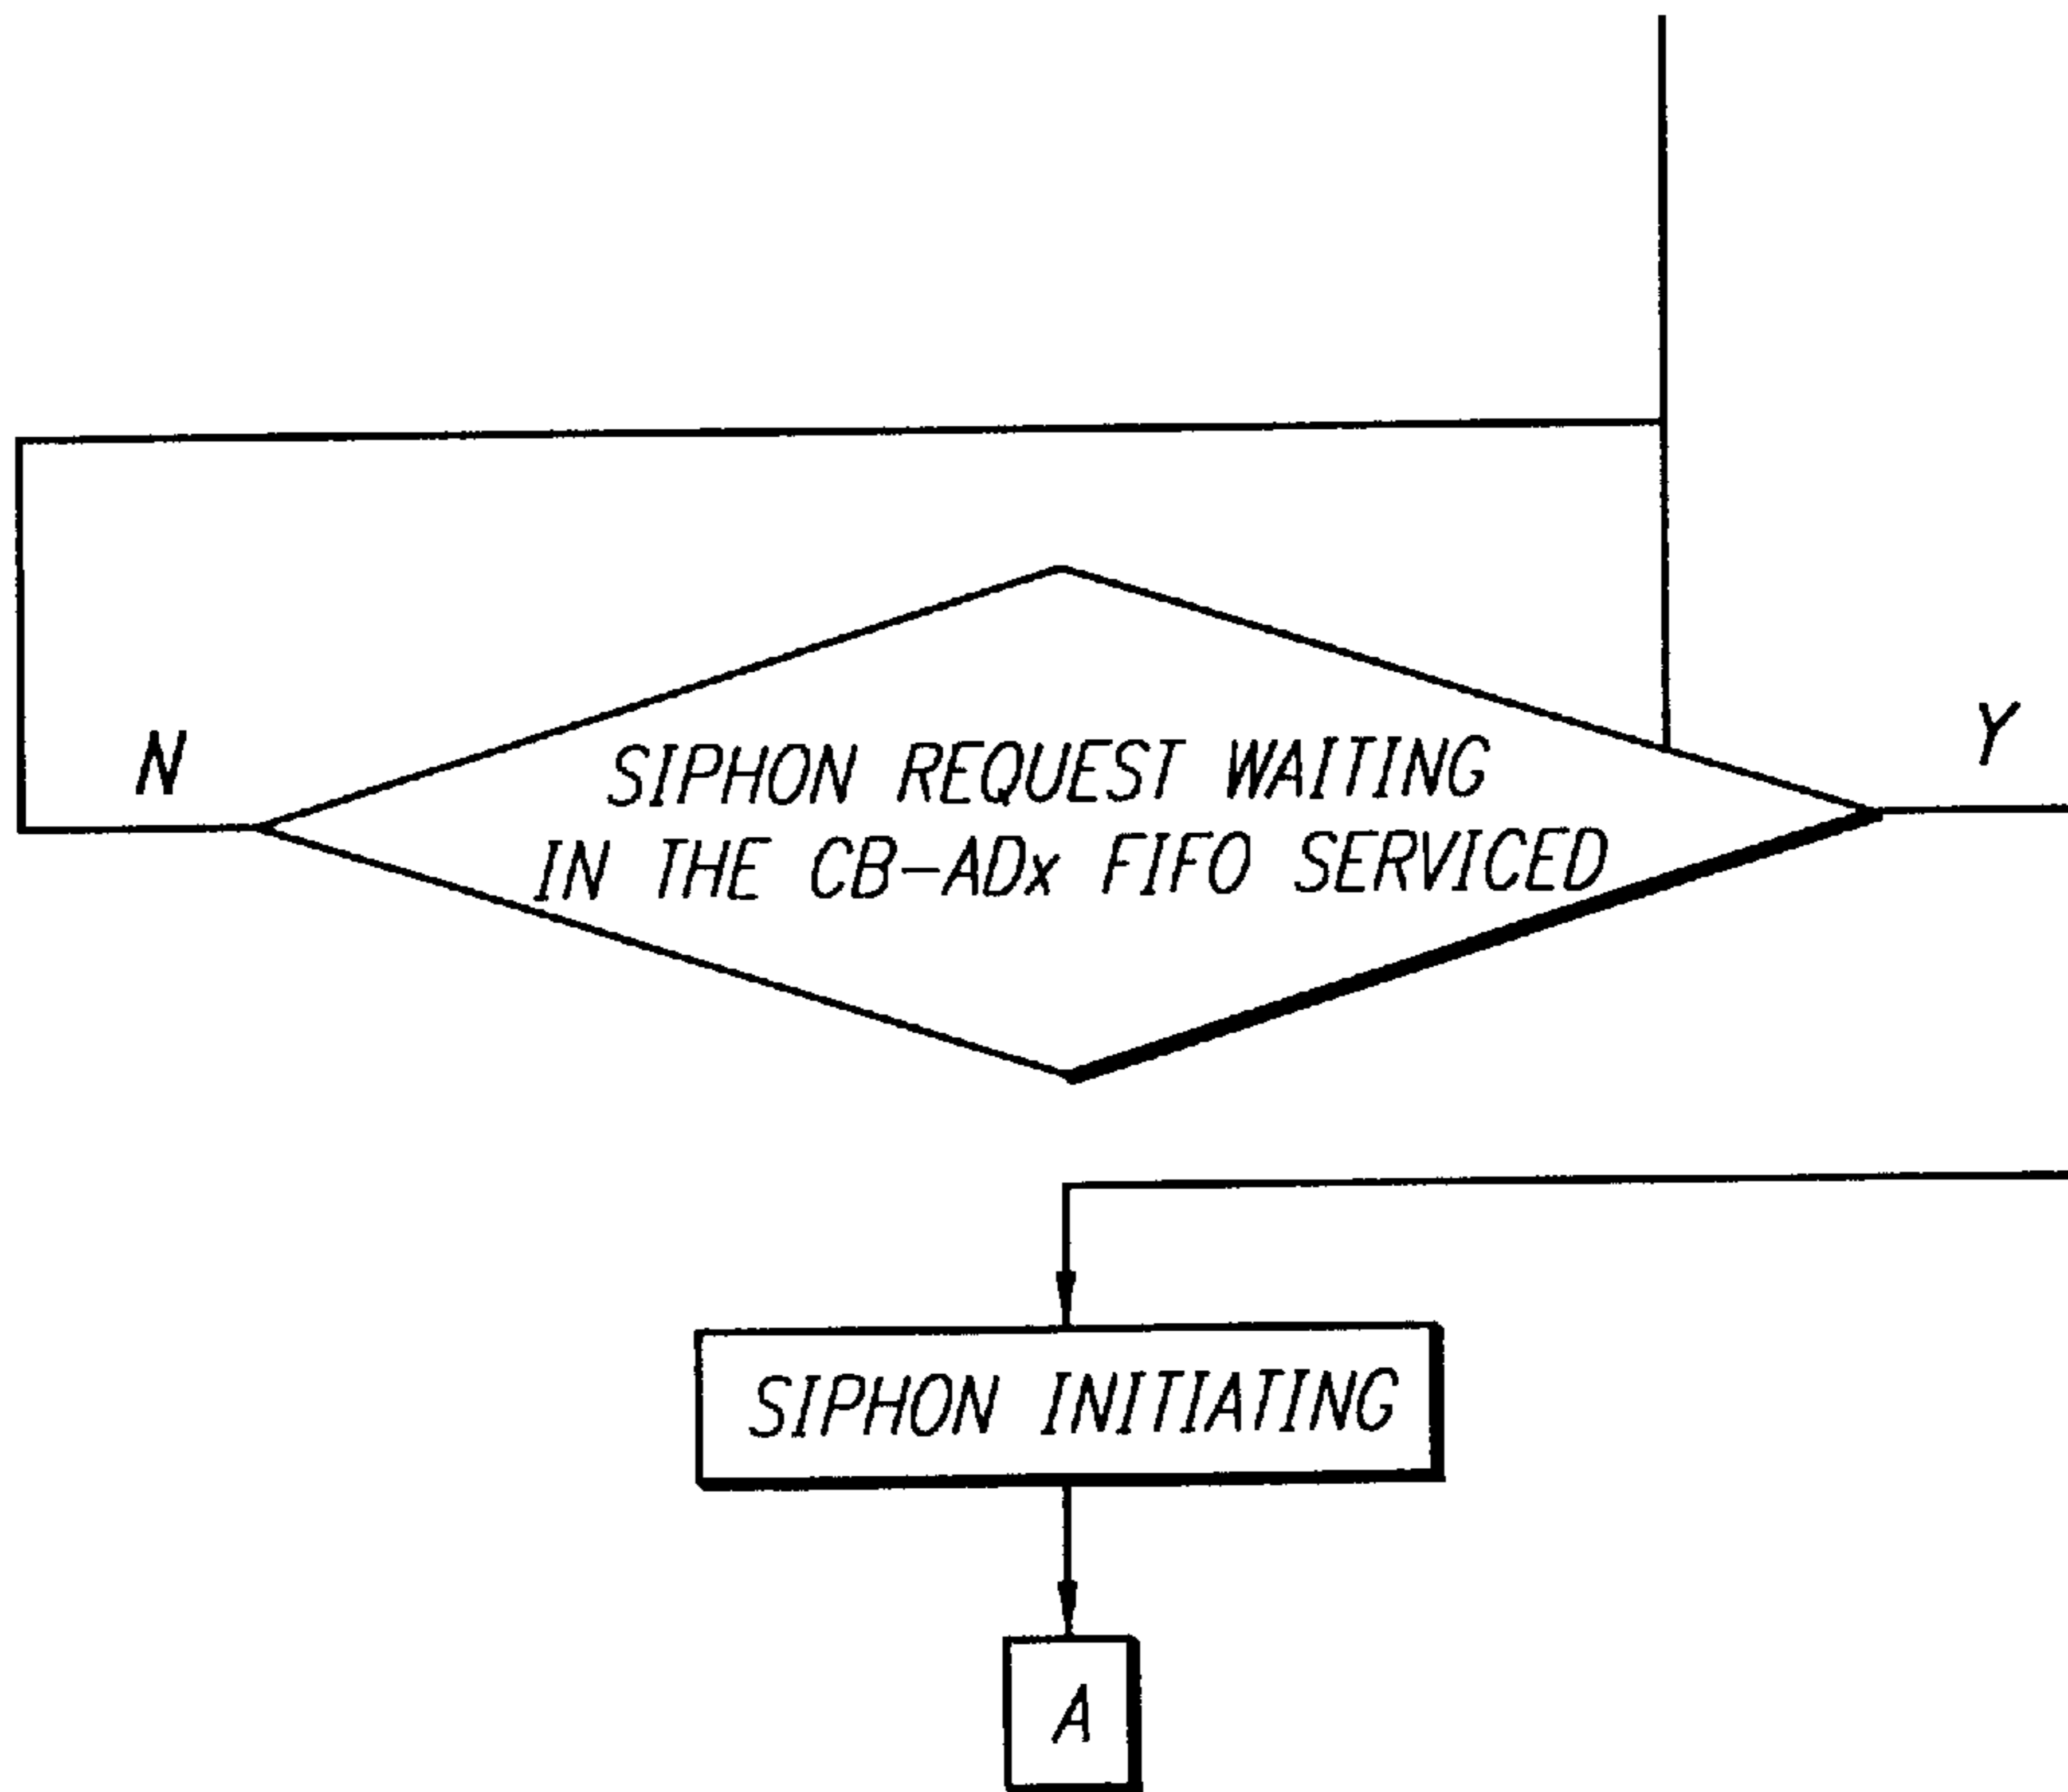 N
Y
SIPHON REQUEST WAITING
IN THE CB-ADx FIFO SERVICED
SIPHON INITIATING
A